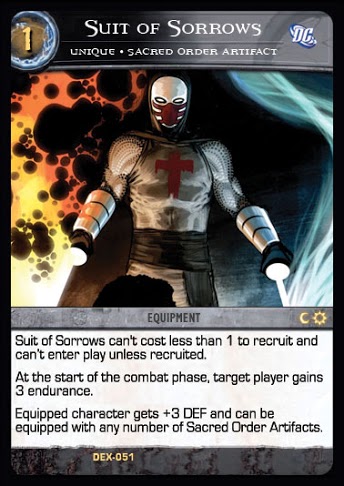 1
SUIT OF SORROWS
UNIQUE • SACRED ORDER ARTIFACT
DC
EQUIPMENT
Suit of Sorrows can't cost less than 1 to recruit and
can't enter play unless recruited.
At the start of the combat phase, target player gains
3 endurance.
Equipped character gets +3 DEF and can be
equipped with any number of Sacred Order Artifacts.
DEX-051